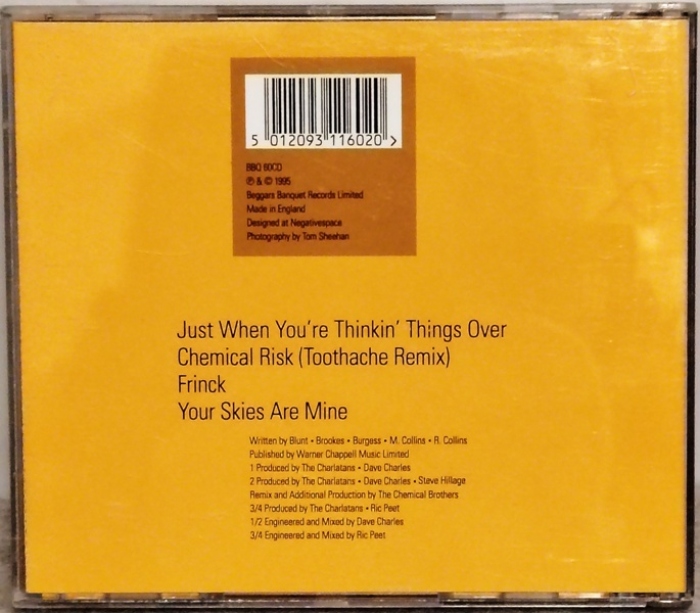 5 012093 116020 >
BBQ 60CD
℗ & © 1995
Beggars Banquet Records Limited
Made in England
Designed at Negativespace
Photography by Tom Sheehan
Just When You're Thinkin' Things Over
Chemical Risk (Toothache Remix)
Frinck
Your Skies Are Mine
Written by Blunt • Brookes • Burgess • M. Collins • R. Collins
Published by Warner Chappell Music Limited
1 Produced by The Charlatans • Dave Charles
2 Produced by The Charlatans • Dave Charles • Steve Hillage
Remix and Additional Production by The Chemical Brothers
3/4 Produced by The Charlatans • Ric Peet
1/2 Engineered and Mixed by Dave Charles
3/4 Engineered and Mixed by Ric Peet